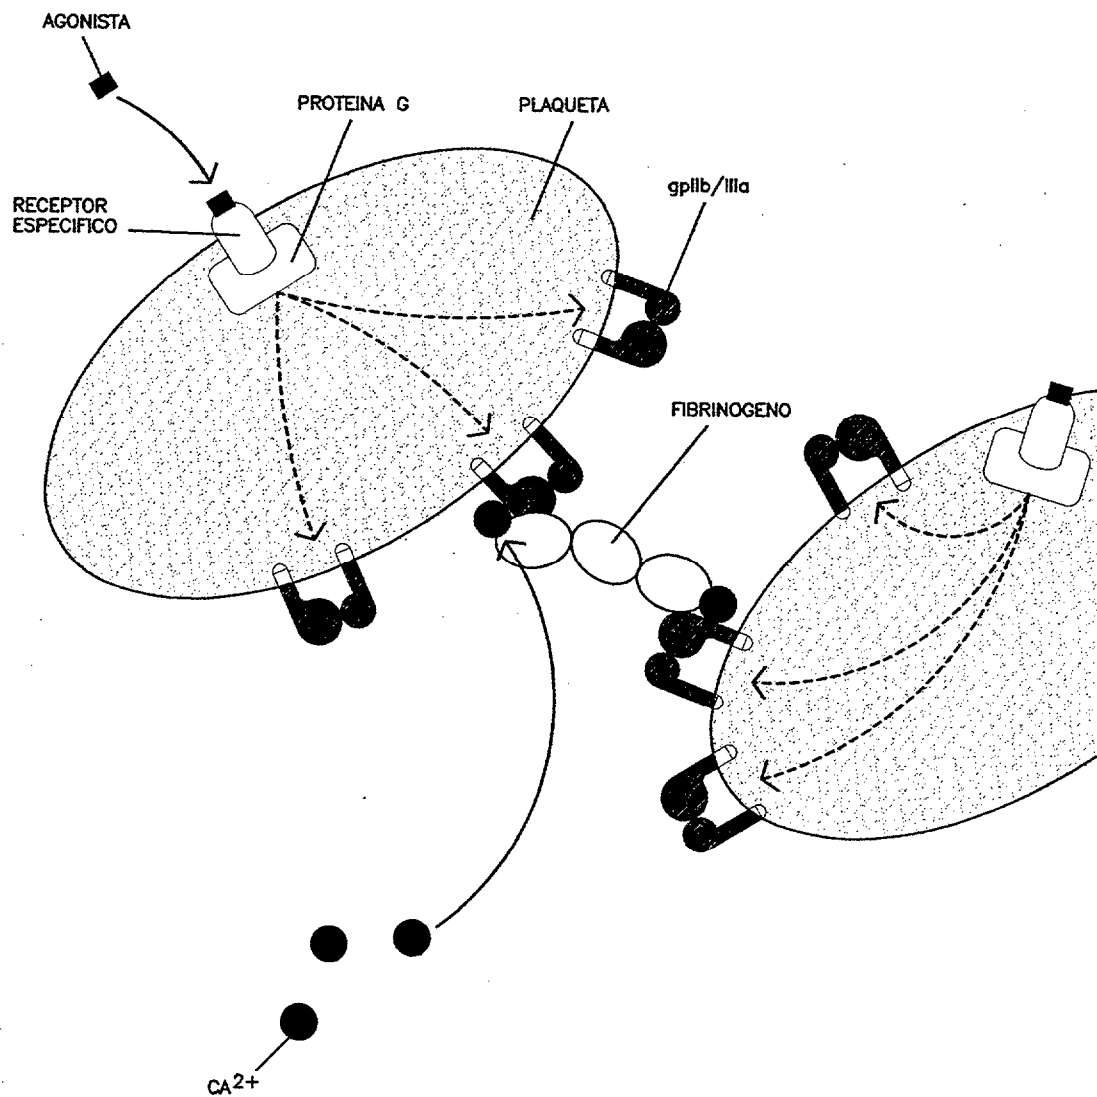 AGONISTA
PROTEINA G
PLAQUETA
gpIIb/IIIa
RECEPTOR
ESPECIFICO
FIBRINOGENO
CA2+